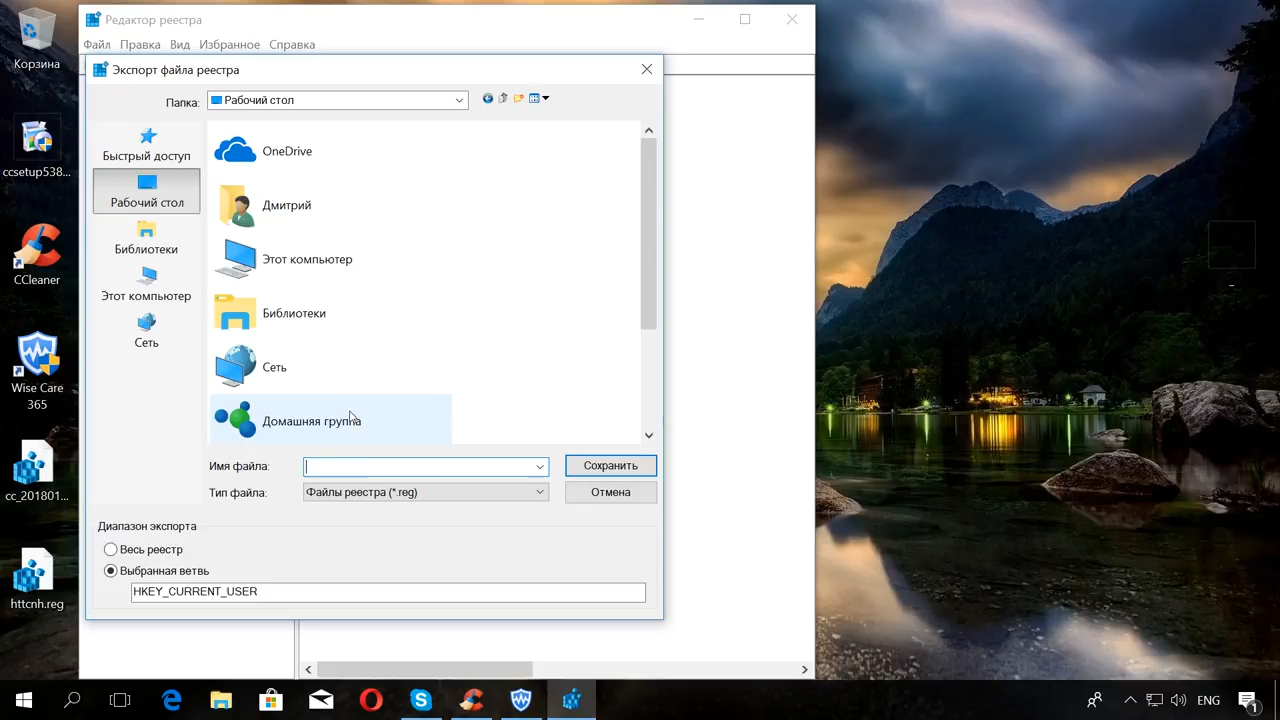 Корзина
ccsetup538...
CCleaner
Wise Care
365
cc_201801...
httcnh.reg
Редактор реестра
Файл Правка Вид Избранное Справка
Экспорт файла реестра
Папка: Рабочий стол
Быстрый доступ
Рабочий стол
Библиотеки
Этот компьютер
Сеть
OneDrive
Дмитрий
Этот компьютер
Библиотеки
Сеть
Домашняя группа
Имя файла:
Сохранить
Тип файла: Файлы реестра (*.reg)
Отмена
Диапазон экспорта
Весь реестр
Выбранная ветвь
HKEY_CURRENT_USER
ENG
1